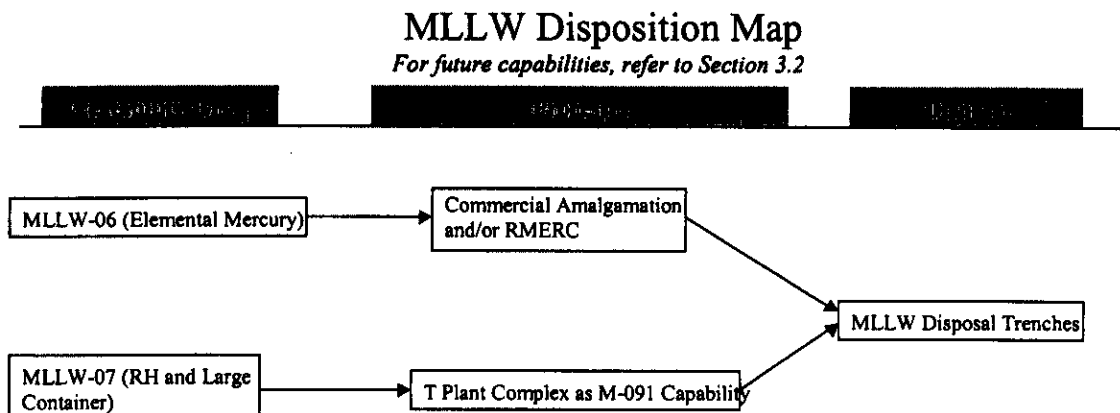 MLLW Disposition Map
For future capabilities, refer to Section 3.2
MLLW-06 (Elemental Mercury)
Commercial Amalgamation
and/or RMERC
MLLW Disposal Trenches
MLLW-07 (RH and Large
Container)
T Plant Complex as M-091 Capability